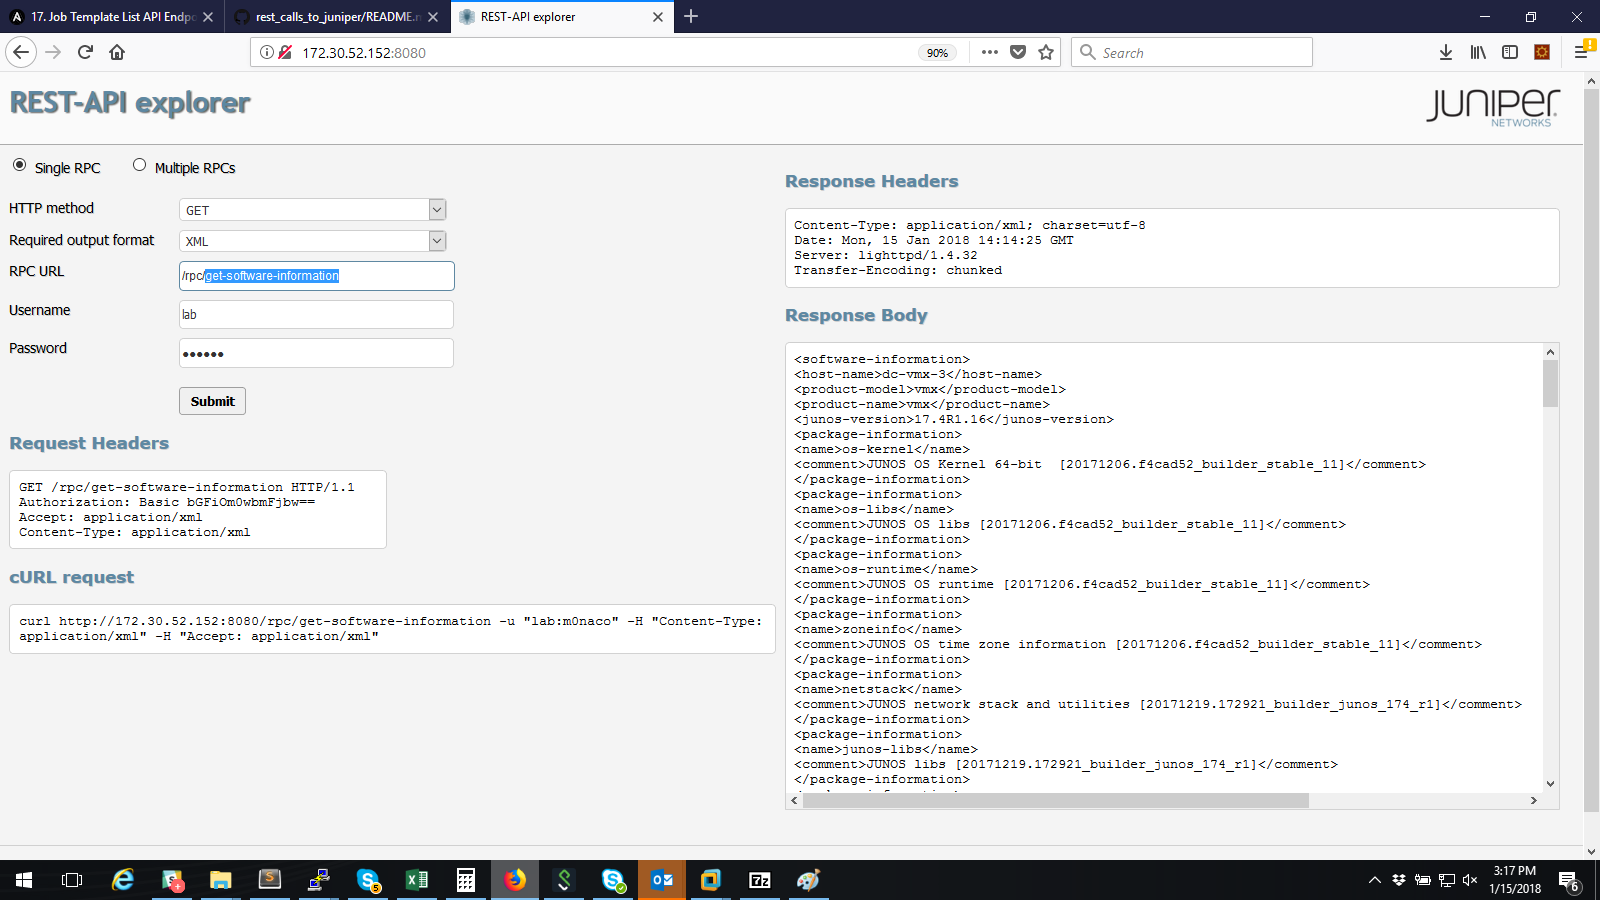 17. Job Template List API Endpo
rest_calls_to_juniper/README.m
REST-API explorer
172.30.52.152:8080
90%
Search
REST-API explorer
JUNIPER
NETWORKS
Single RPC
Multiple RPCs
HTTP method
GET
Required output format
XML
RPC URL
/rpc/get-software-information
Username
lab
Password
••••••
Submit
Request Headers
GET /rpc/get-software-information HTTP/1.1
Authorization: Basic bGFiOm0wbmFjbw==
Accept: application/xml
Content-Type: application/xml
cURL request
curl http://172.30.52.152:8080/rpc/get-software-information -u "lab:m0naco" -H "Content-Type:
application/xml" -H "Accept: application/xml"
Response Headers
Content-Type: application/xml; charset=utf-8
Date: Mon, 15 Jan 2018 14:14:25 GMT
Server: lighttpd/1.4.32
Transfer-Encoding: chunked
Response Body
<software-information>
<host-name>dc-vmx-3</host-name>
<product-model>vmx</product-model>
<product-name>vmx</product-name>
<junos-version>17.4R1.16</junos-version>
<package-information>
<name>os-kernel</name>
<comment>JUNOS OS Kernel 64-bit  [20171206.f4cad52_builder_stable_11]</comment>
</package-information>
<package-information>
<name>os-libs</name>
<comment>JUNOS OS libs [20171206.f4cad52_builder_stable_11]</comment>
</package-information>
<package-information>
<name>os-runtime</name>
<comment>JUNOS OS runtime [20171206.f4cad52_builder_stable_11]</comment>
</package-information>
<package-information>
<name>zoneinfo</name>
<comment>JUNOS OS time zone information [20171206.f4cad52_builder_stable_11]</comment>
</package-information>
<package-information>
<name>netstack</name>
<comment>JUNOS network stack and utilities [20171219.172921_builder_junos_174_r1]</comment>
</package-information>
<package-information>
<name>junos-libs</name>
<comment>JUNOS libs [20171219.172921_builder_junos_174_r1]</comment>
</package-information>
3:17 PM
1/15/2018
6